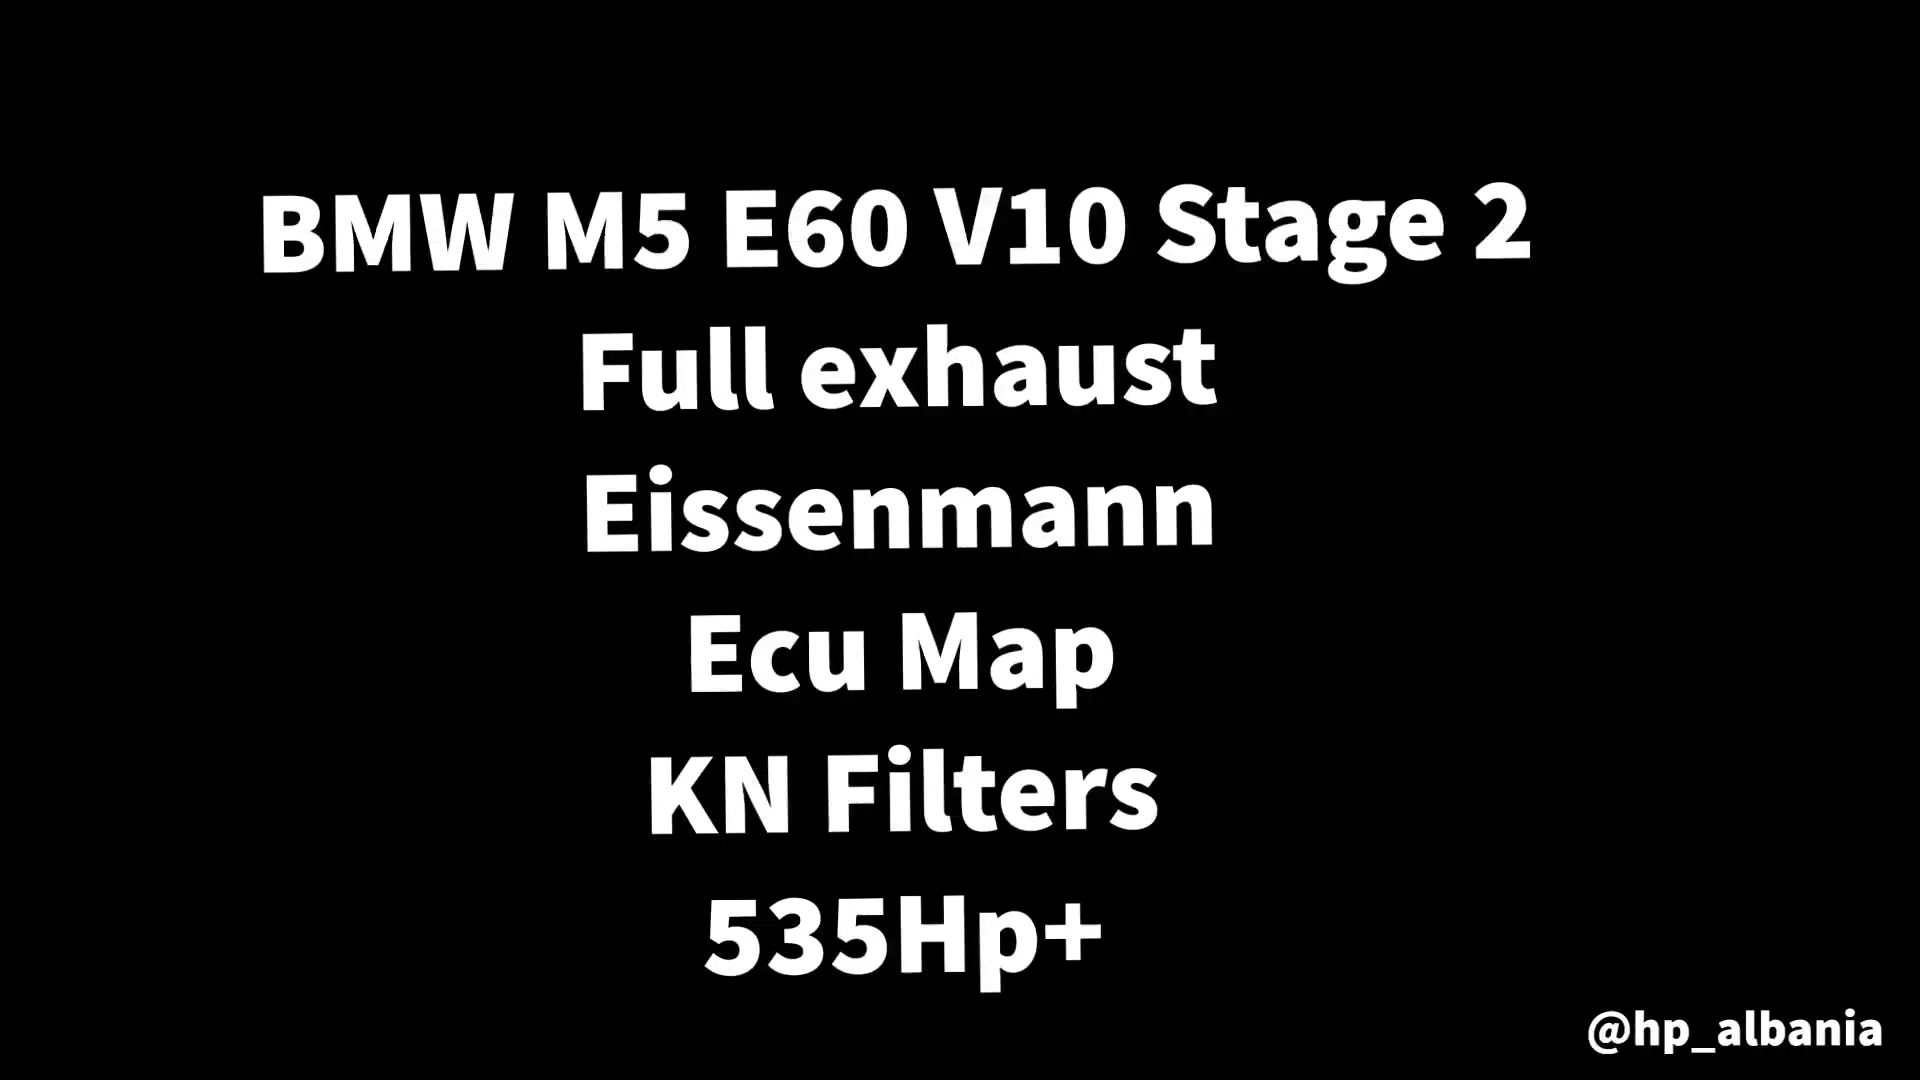 BMW M5 E60 V10 Stage 2
Full exhaust
Eissenmann
Ecu Map
KN Filters
535Hp+
@hp_albania